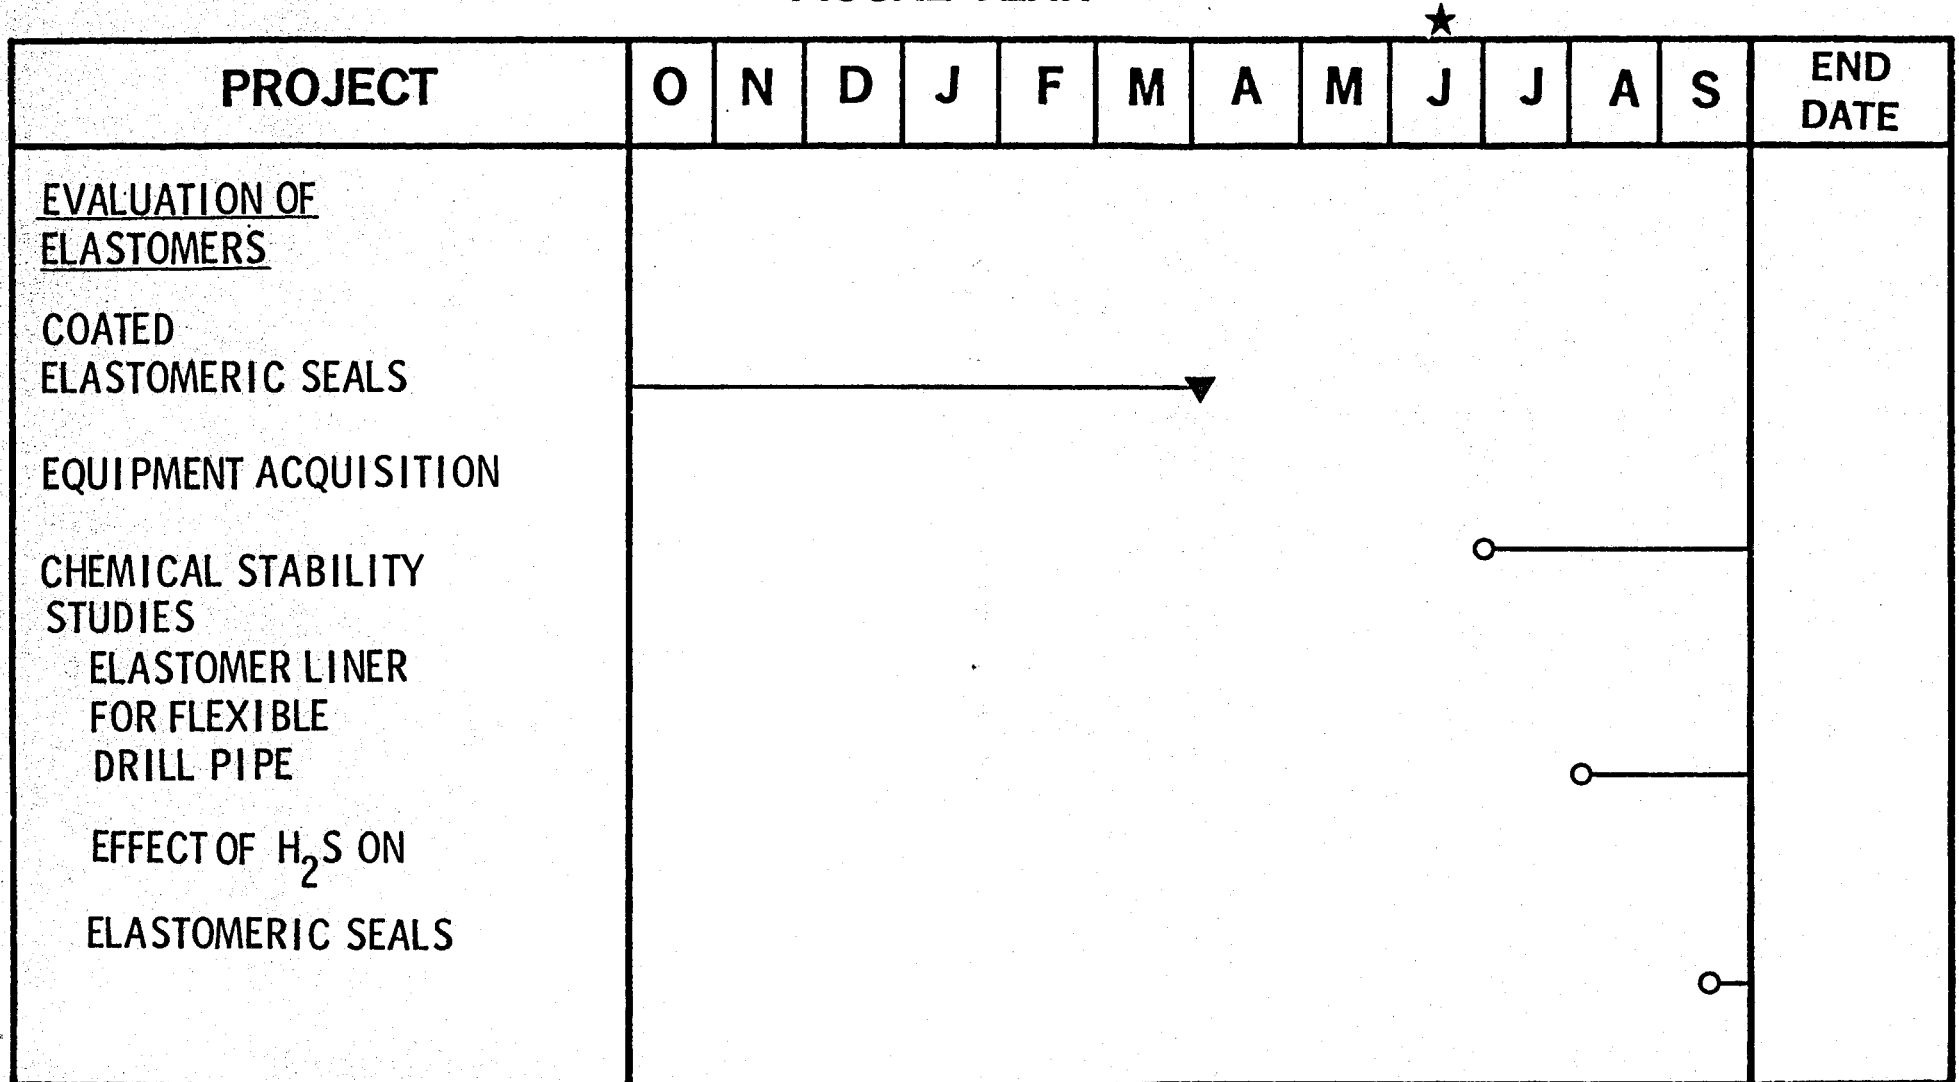 PROJECT O N D J F M A M J J A S END DATE
EVALUATION OF
ELASTOMERS
COATED
ELASTOMERIC SEALS
EQUIPMENT ACQUISITION
CHEMICAL STABILITY
STUDIES
ELASTOMER LINER
FOR FLEXIBLE
DRILL PIPE
EFFECT OF H₂S ON
ELASTOMERIC SEALS